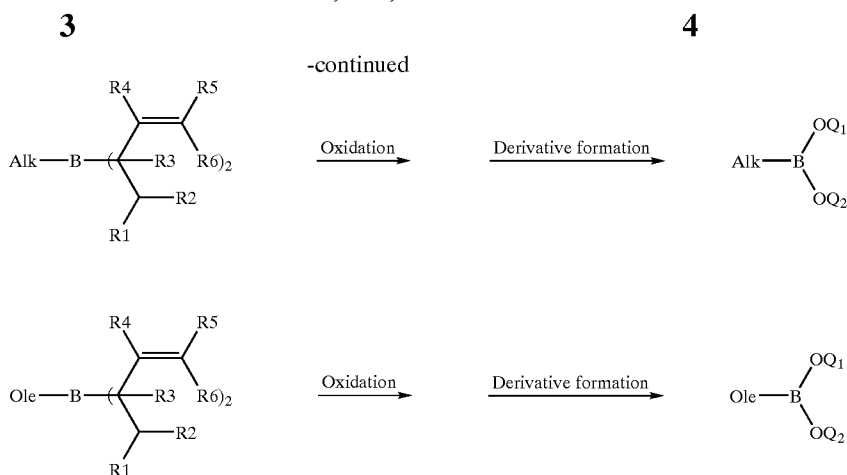 3 4
-continued
R4 R5
Alk B ( R3 R6)2 Oxidation Derivative formation Alk B OQ1 OQ2
R2
R1
R4 R5
Ole B ( R3 R6)2 Oxidation Derivative formation Ole B OQ1 OQ2
R2
R1